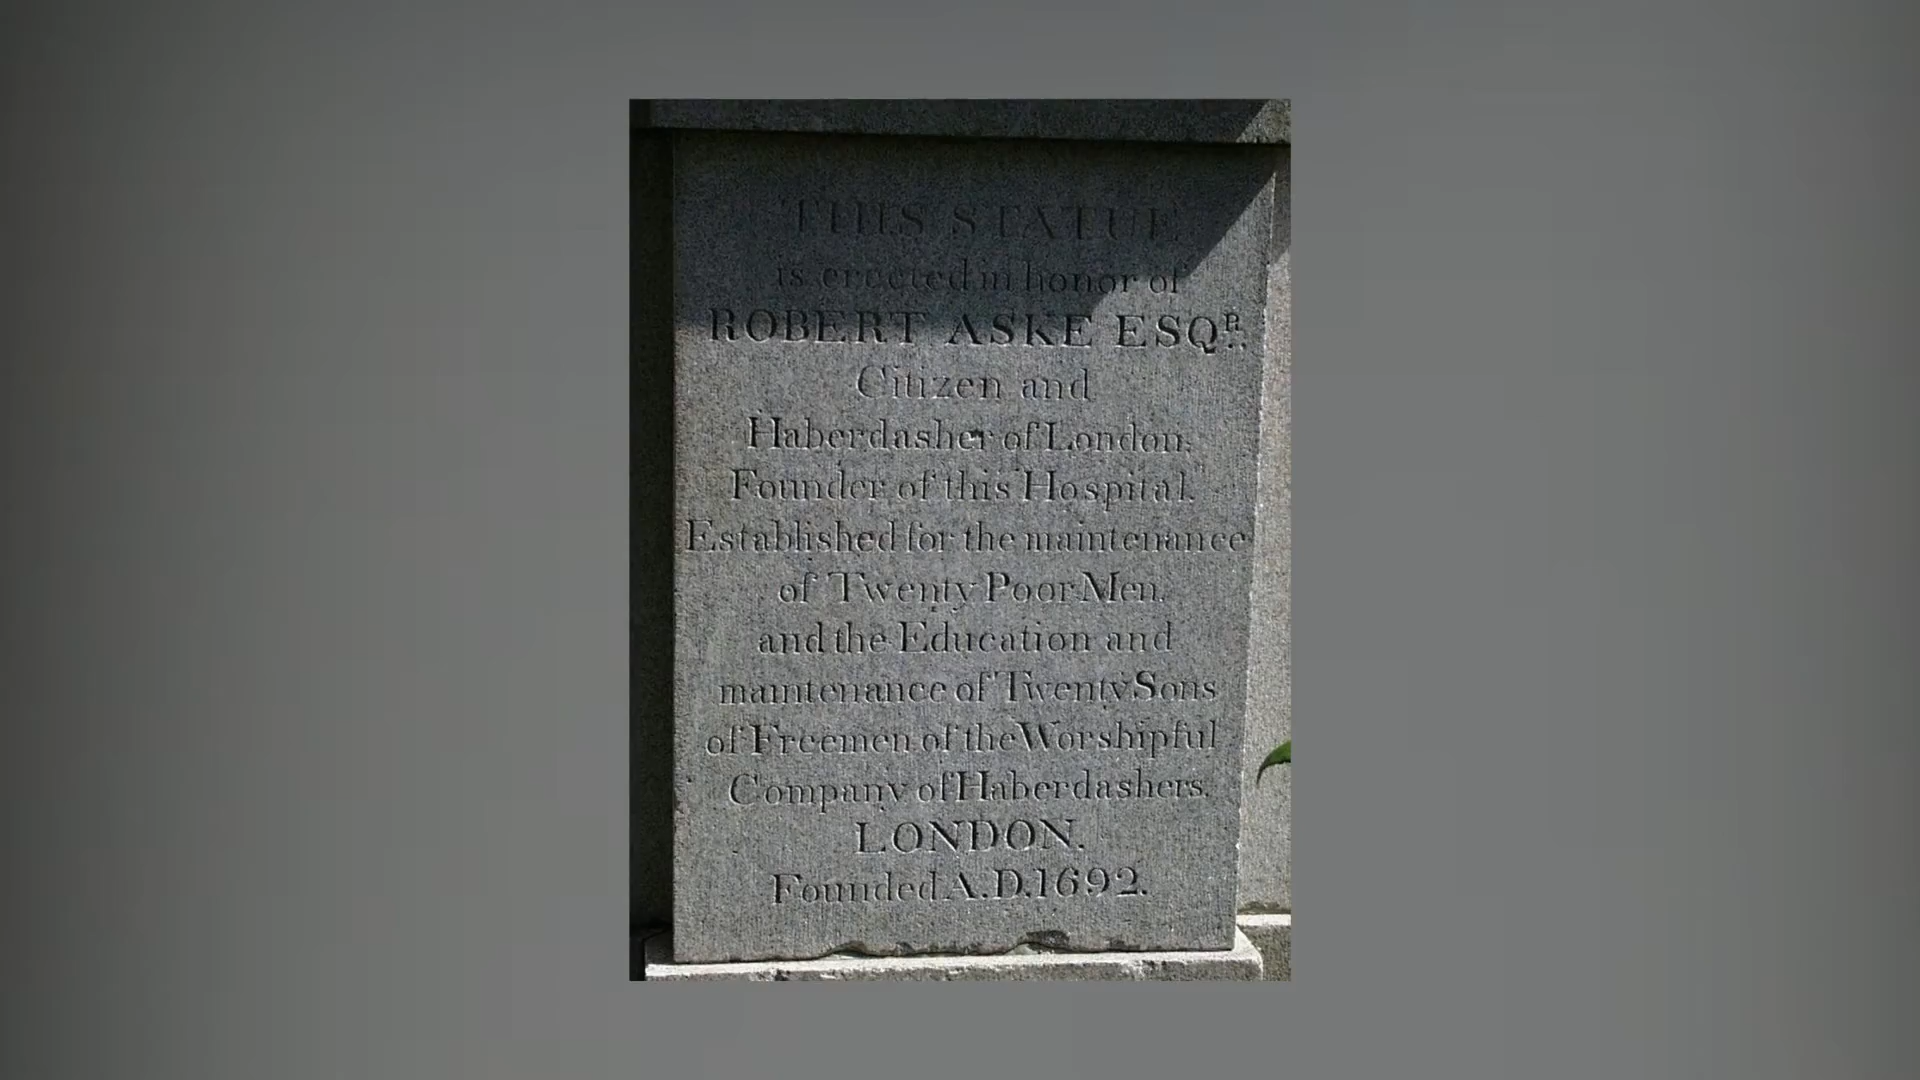 THIS STATUE
is erected in honor of
ROBERT ASKE ESQR..
Citizen and
Haberdasher of London.
Founder of this Hospital.
Established for the maintenance
of Twenty Poor Men.
and the Education and
maintenance of Twenty Sons
of Freemen of the Worshipful
Company of Haberdashers.
LONDON.
Founded A.D.1692.